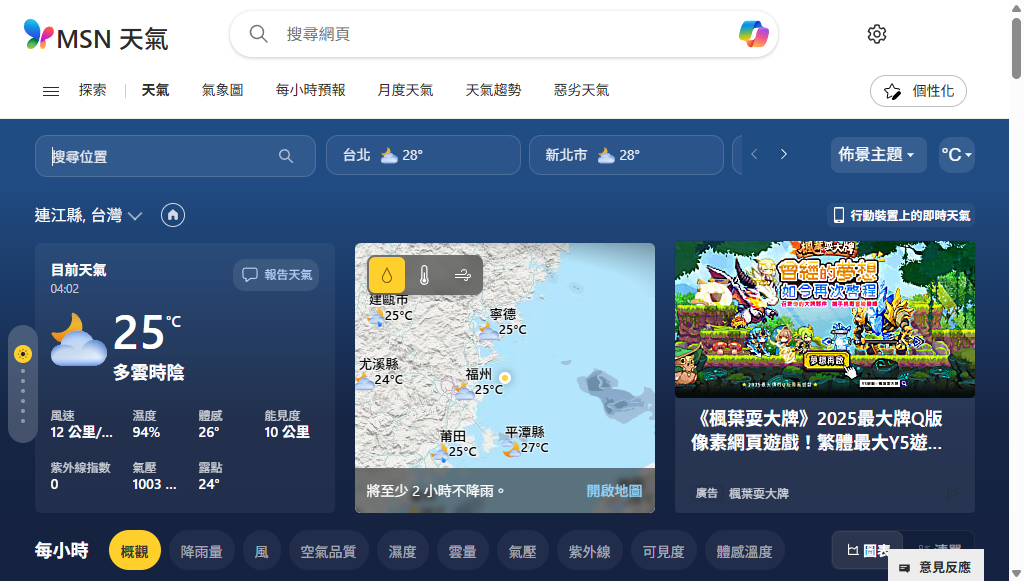 MSN 天氣
搜尋網頁
探索
天氣
氣象圖
每小時預報
月度天氣
天氣趨勢
惡劣天氣
個性化
搜尋位置
台北 28°
新北市 28°
佈景主題
°C
連江縣, 台灣
行動裝置上的即時天氣
目前天氣
04:02
報告天氣
25°C
多雲時陰
風速
12 公里/...
濕度
94%
體感
26°
能見度
10 公里
紫外線指數
0
氣壓
1003 ...
露點
24°
建甌市
25°C
寧德
25°C
尤溪縣
24°C
福州
25°C
莆田
25°C
平潭縣
27°C
將至少 2 小時不降雨。
開啟地圖
楓葉耍大牌
曾經的夢想
如今再次啓程
夢環再啟
《楓葉耍大牌》2025最大牌Q版
像素網頁遊戲！繁體最大Y5遊...
廣告
楓葉耍大牌
每小時
概觀
降雨量
風
空氣品質
濕度
雲量
氣壓
紫外線
可見度
體感溫度
圖表
清單
意見反應